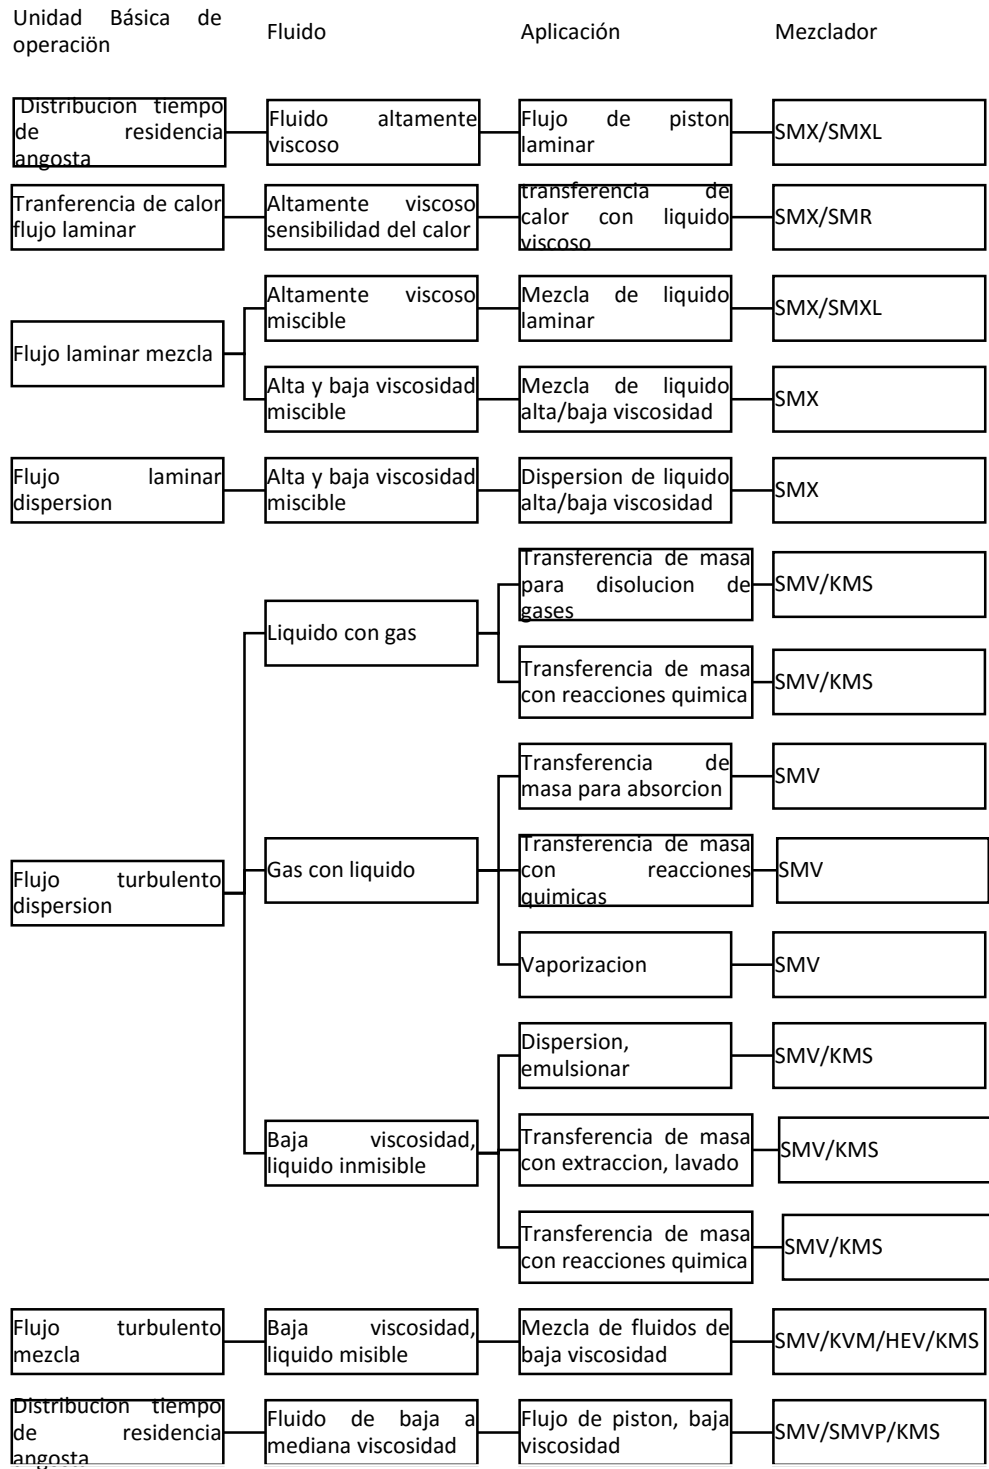 Unidad Básica de
operaciön
Fluido
Aplicación
Mezclador
Distribucion tiempo
de residencia
angosta
Fluido altamente
viscoso
Flujo de piston
laminar
SMX/SMXL
Tranferencia de calor
flujo laminar
Altamente viscoso
sensibilidad del calor
transferencia de
calor con liquido
viscoso
SMX/SMR
Flujo laminar mezcla
Altamente viscoso
miscible
Mezcla de liquido
laminar
SMX/SMXL
Alta y baja viscosidad
miscible
Mezcla de liquido
alta/baja viscosidad
SMX
Flujo laminar
dispersion
Alta y baja viscosidad
miscible
Dispersion de liquido
alta/baja viscosidad
SMX
Flujo turbulento
dispersion
Liquido con gas
Transferencia de masa
para disolucion de
gases
SMV/KMS
Transferencia de masa
con reacciones quimica
SMV/KMS
Gas con liquido
Transferencia de
masa para absorcion
SMV
Transferencia de masa
con reacciones
quimicas
SMV
Vaporizacion
SMV
Baja viscosidad,
liquido inmisible
Dispersion,
emulsionar
SMV/KMS
Transferencia de masa
con extraccion, lavado
SMV/KMS
Transferencia de masa
con reacciones quimica
SMV/KMS
Flujo turbulento
mezcla
Baja viscosidad,
liquido misible
Mezcla de fluidos de
baja viscosidad
SMV/KVM/HEV/KMS
Distribucion tiempo
de residencia
angosta
Fluido de baja a
mediana viscosidad
Flujo de piston, baja
viscosidad
SMV/SMVP/KMS